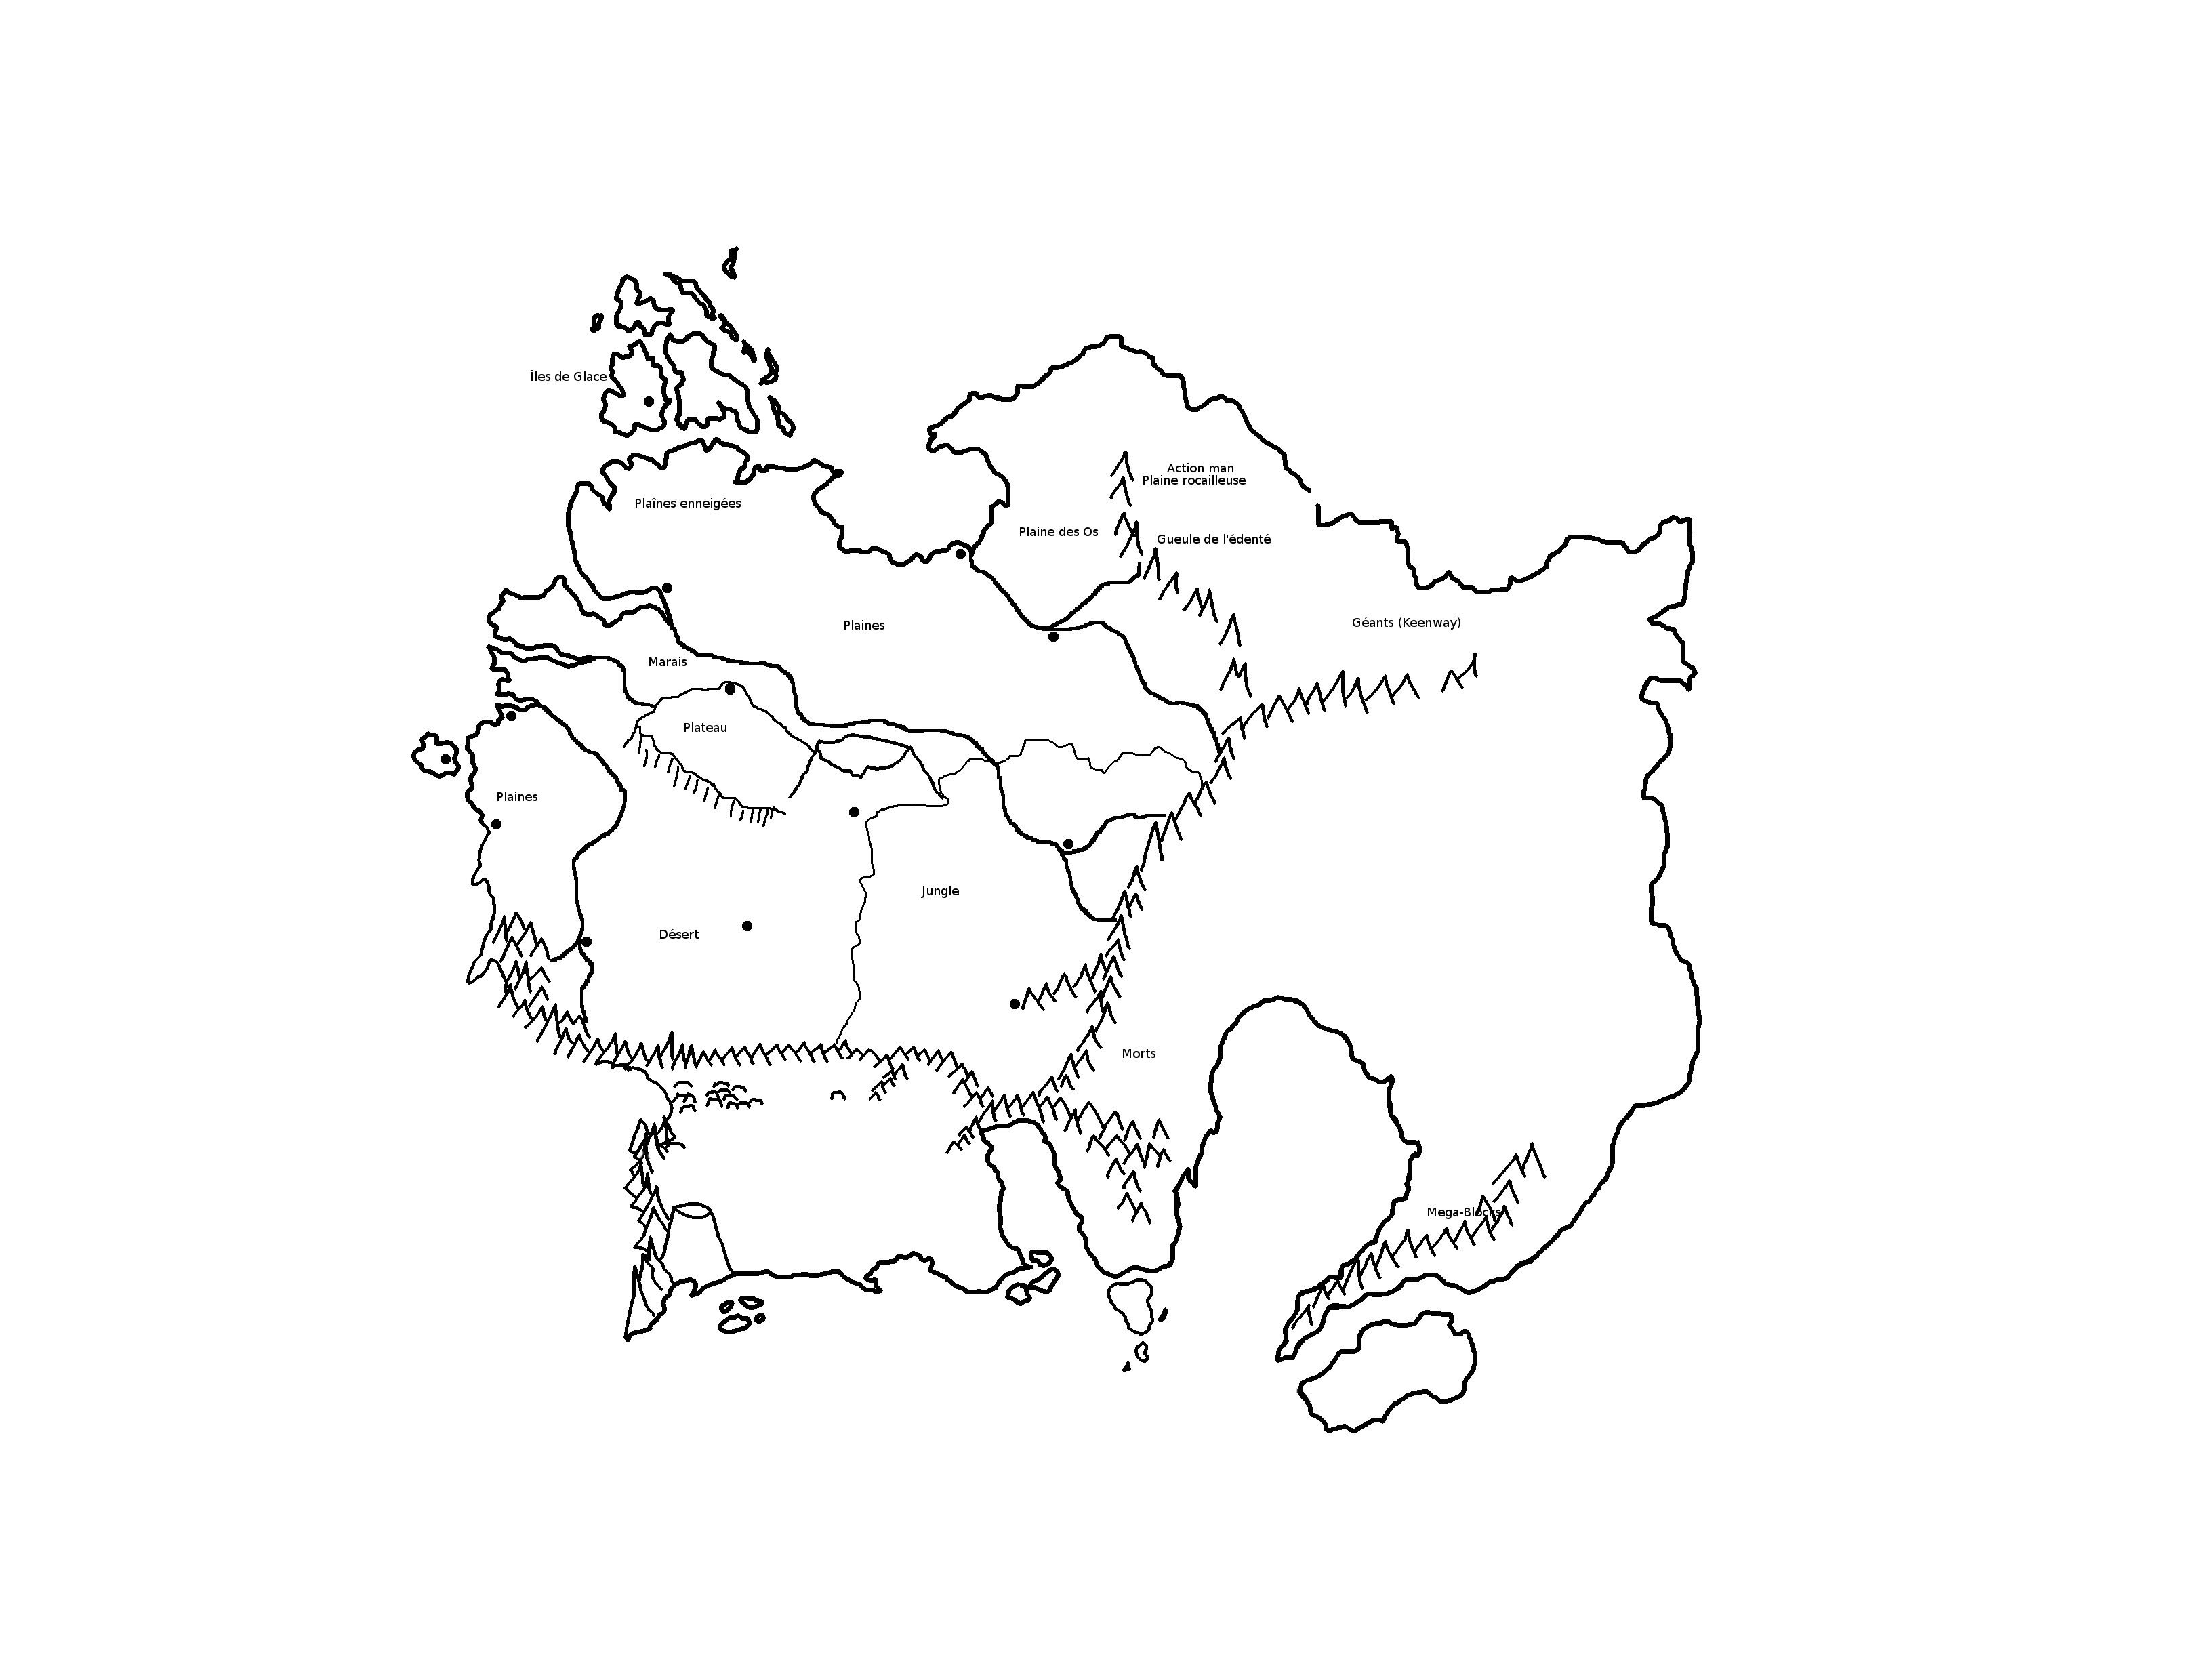 Îles de Glace
Action man
Plaine rocailleuse
Plaînes enneigées
Plaine des Os
Gueule de l'édenté
Plaines
Géants (Keenway)
Marais
Plateau
Plaines
Jungle
Désert
Morts
Mega-Blocks